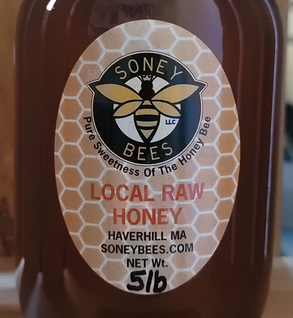 SONEY
LLC
BEES
Pure Sweetness Of The Honey Bee
LOCAL RAW
HONEY
HAVERHILL MA
SONEYBEES.COM
NET Wt.
5lb